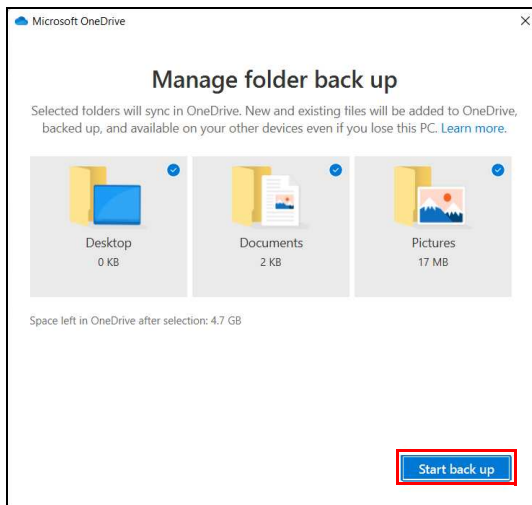 Microsoft OneDrive
Manage folder back up
Selected folders will sync in OneDrive. New and existing files will be added to OneDrive,
backed up, and available on your other devices even if you lose this PC. Learn more.
Desktop
0 KB
Documents
2 KB
Pictures
17 MB
Space left in OneDrive after selection: 4.7 GB
Start back up